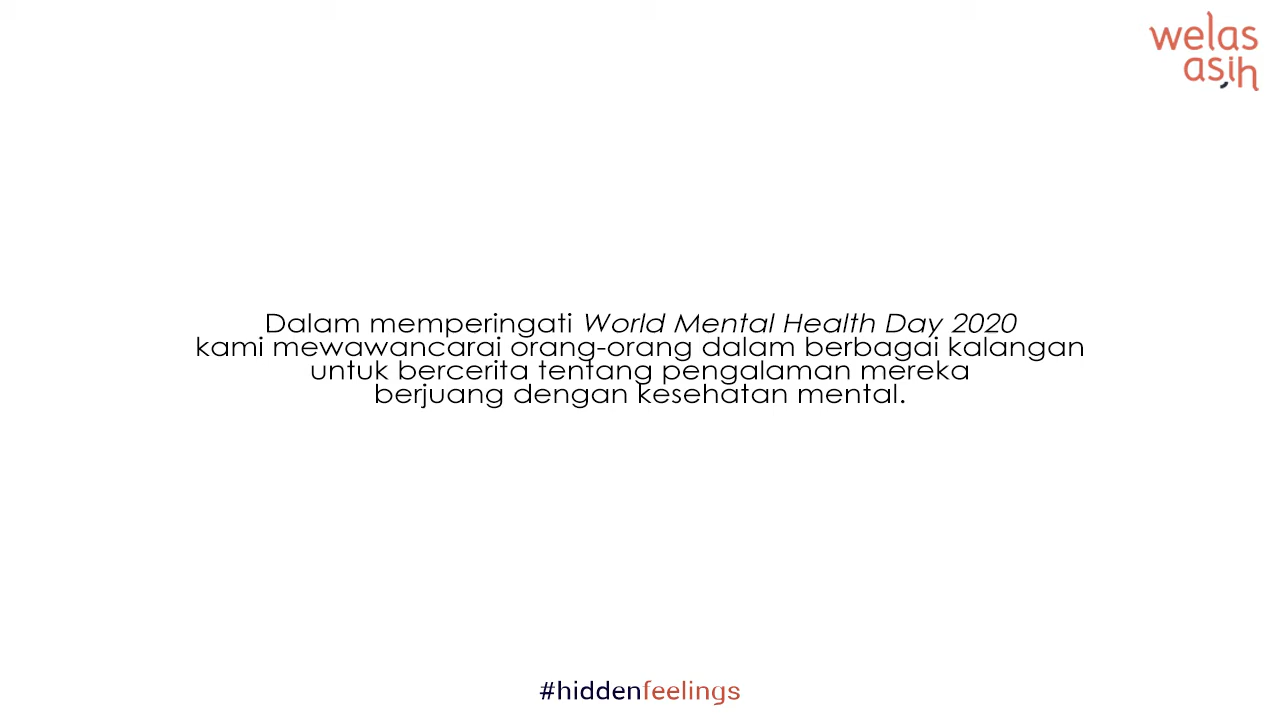 welas
asih
Dalam memperingati World Mental Health Day 2020
kami mewawancarai orang-orang dalam berbagai kalangan
untuk bercerita tentang pengalaman mereka
berjuang dengan kesehatan mental.
#hiddenfeelings